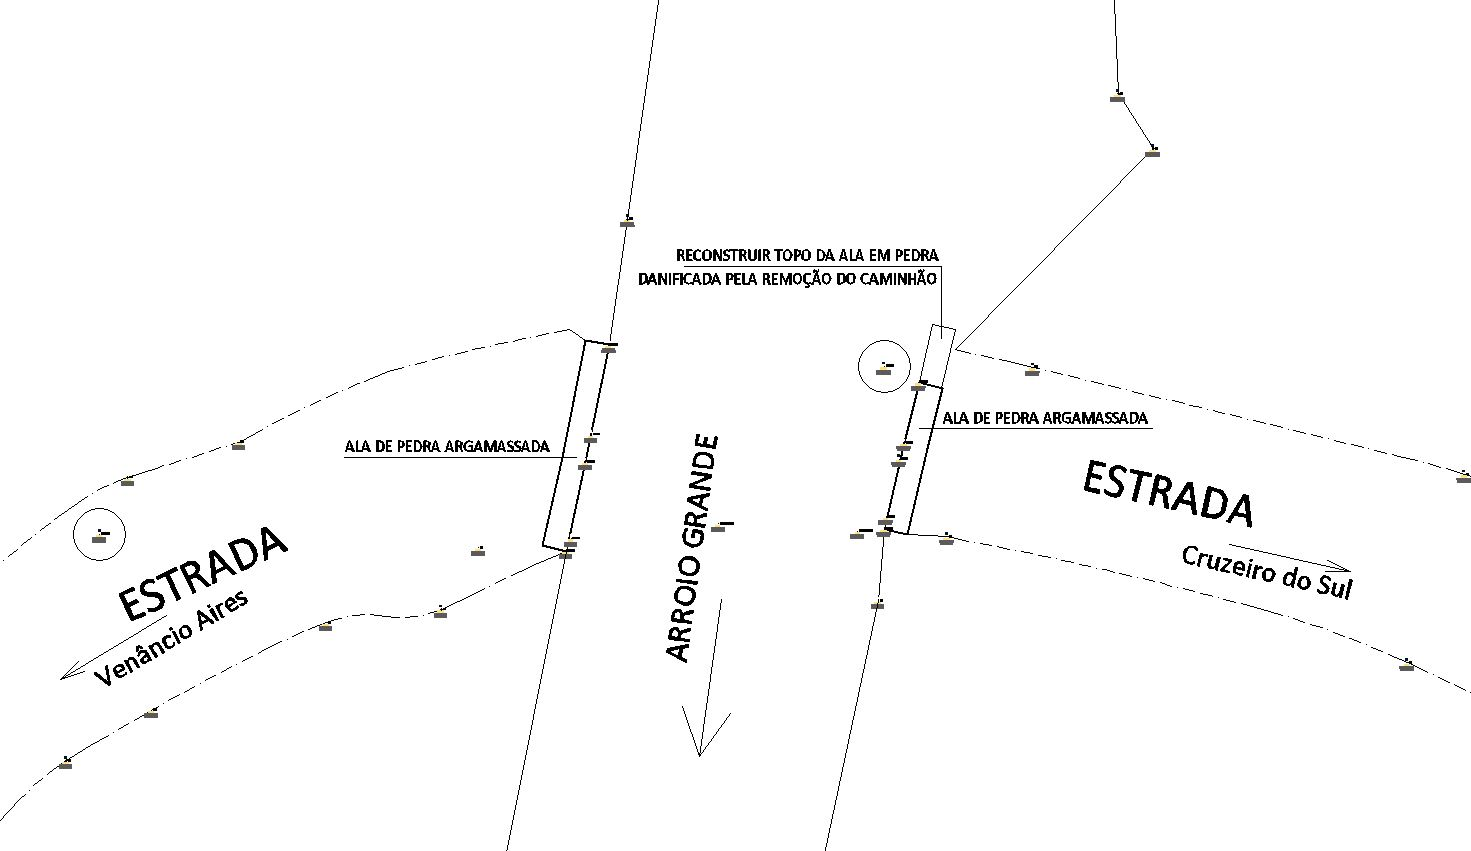 RECONSTRUIR TOPO DA ALA EM PEDRA
DANIFICADA PELA REMOÇÃO DO CAMINHÃO
ALA DE PEDRA ARGAMASSADA
ALA DE PEDRA ARGAMASSADA
ESTRADA
Venâncio Aires
ARROIO GRANDE
ESTRADA
Cruzeiro do Sul